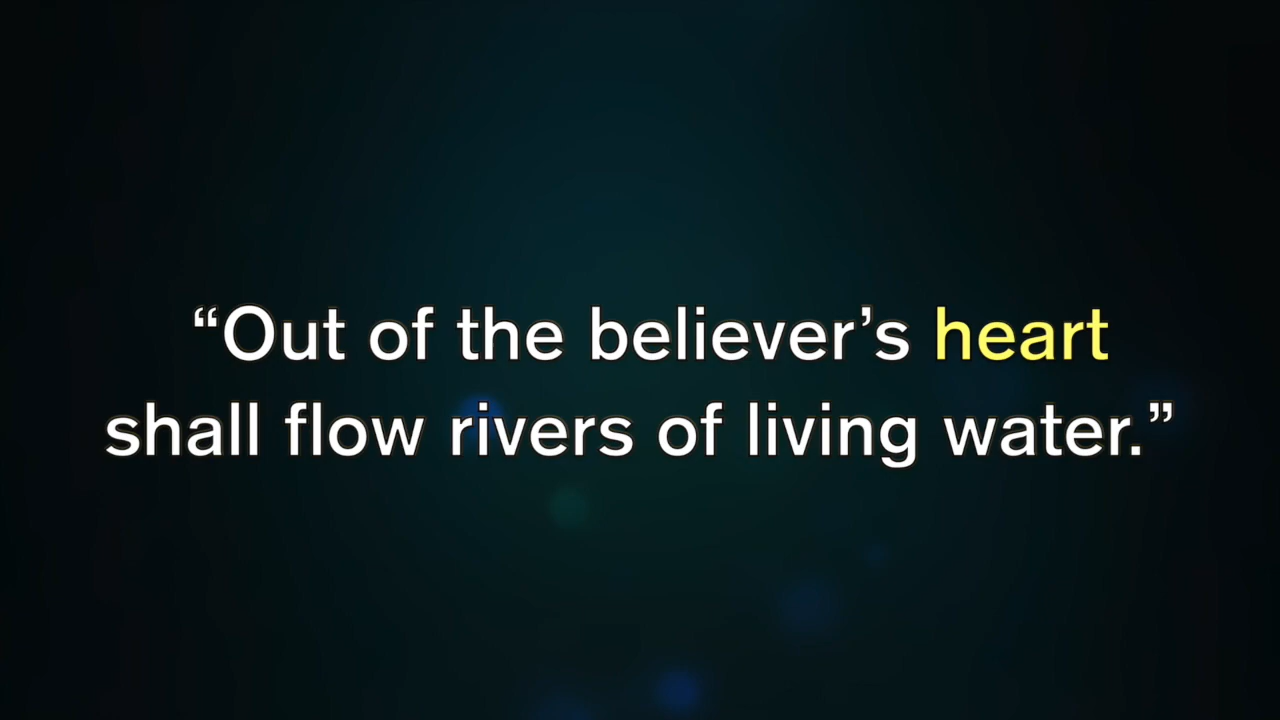 “Out of the believer’s heart
shall flow rivers of living water.”